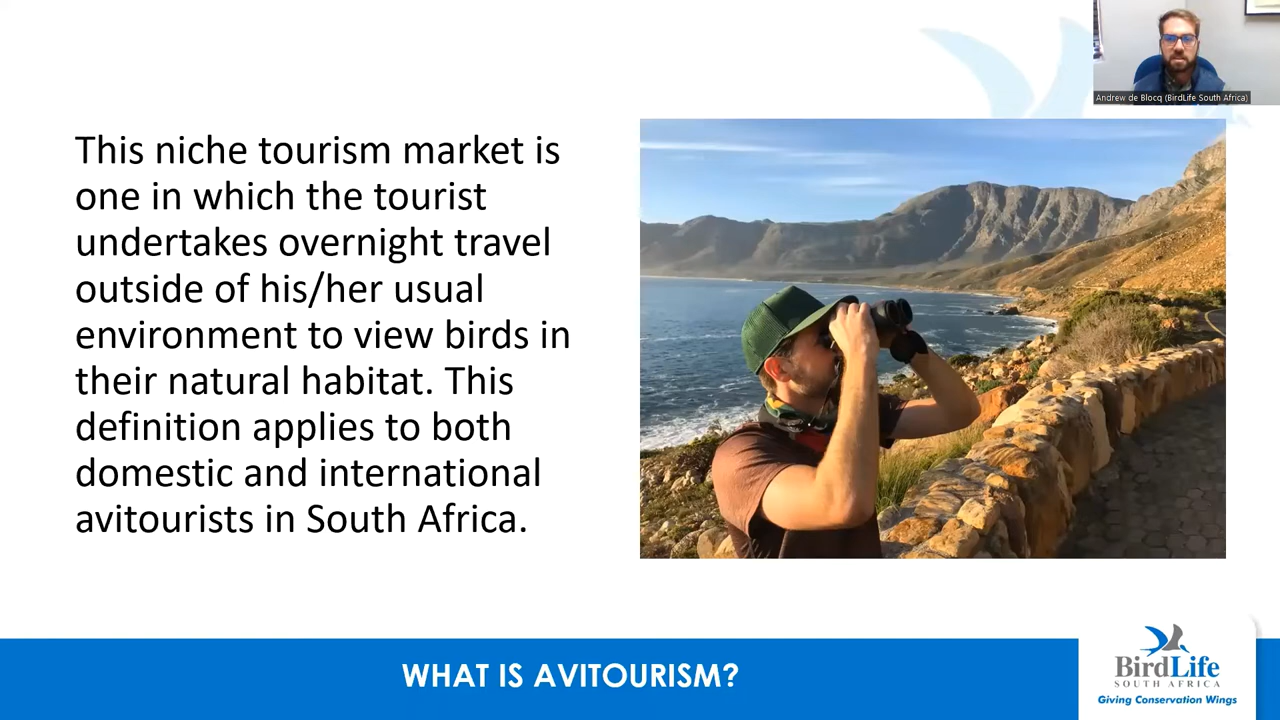 Andrew de Blocq (BirdLife South Africa)
This niche tourism market is
one in which the tourist
undertakes overnight travel
outside of his/her usual
environment to view birds in
their natural habitat. This
definition applies to both
domestic and international
avitourists in South Africa.
WHAT IS AVITOURISM?
BirdLife
SOUTH AFRICA
Giving Conservation Wings